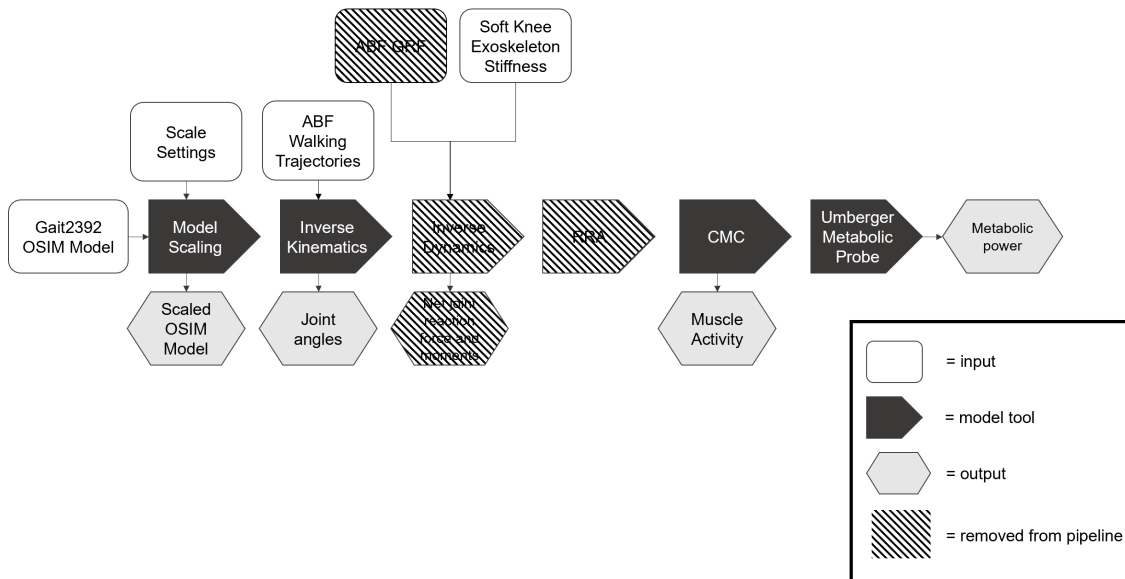 ABF GRF
Soft Knee
Exoskeleton
Stiffness
Scale
Settings
ABF
Walking
Trajectories
Gait2392
OSIM Model
Model
Scaling
Inverse
Kinematics
Inverse
Dynamics
RRA
CMC
Umberger
Metabolic
Probe
Metabolic
power
Scaled
OSIM
Model
Joint
angles
Net joint
reaction
force and
moments
Muscle
Activity
= input
= model tool
= output
= removed from pipeline